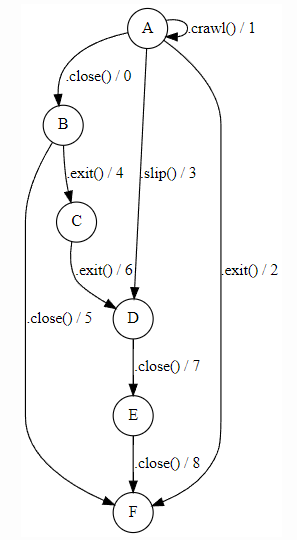 A
.crawl() / 1
.close() / 0
B
.exit() / 4
.slip() / 3
C
.exit() / 6
.exit() / 2
D
.close() / 5
.close() / 7
E
.close() / 8
F